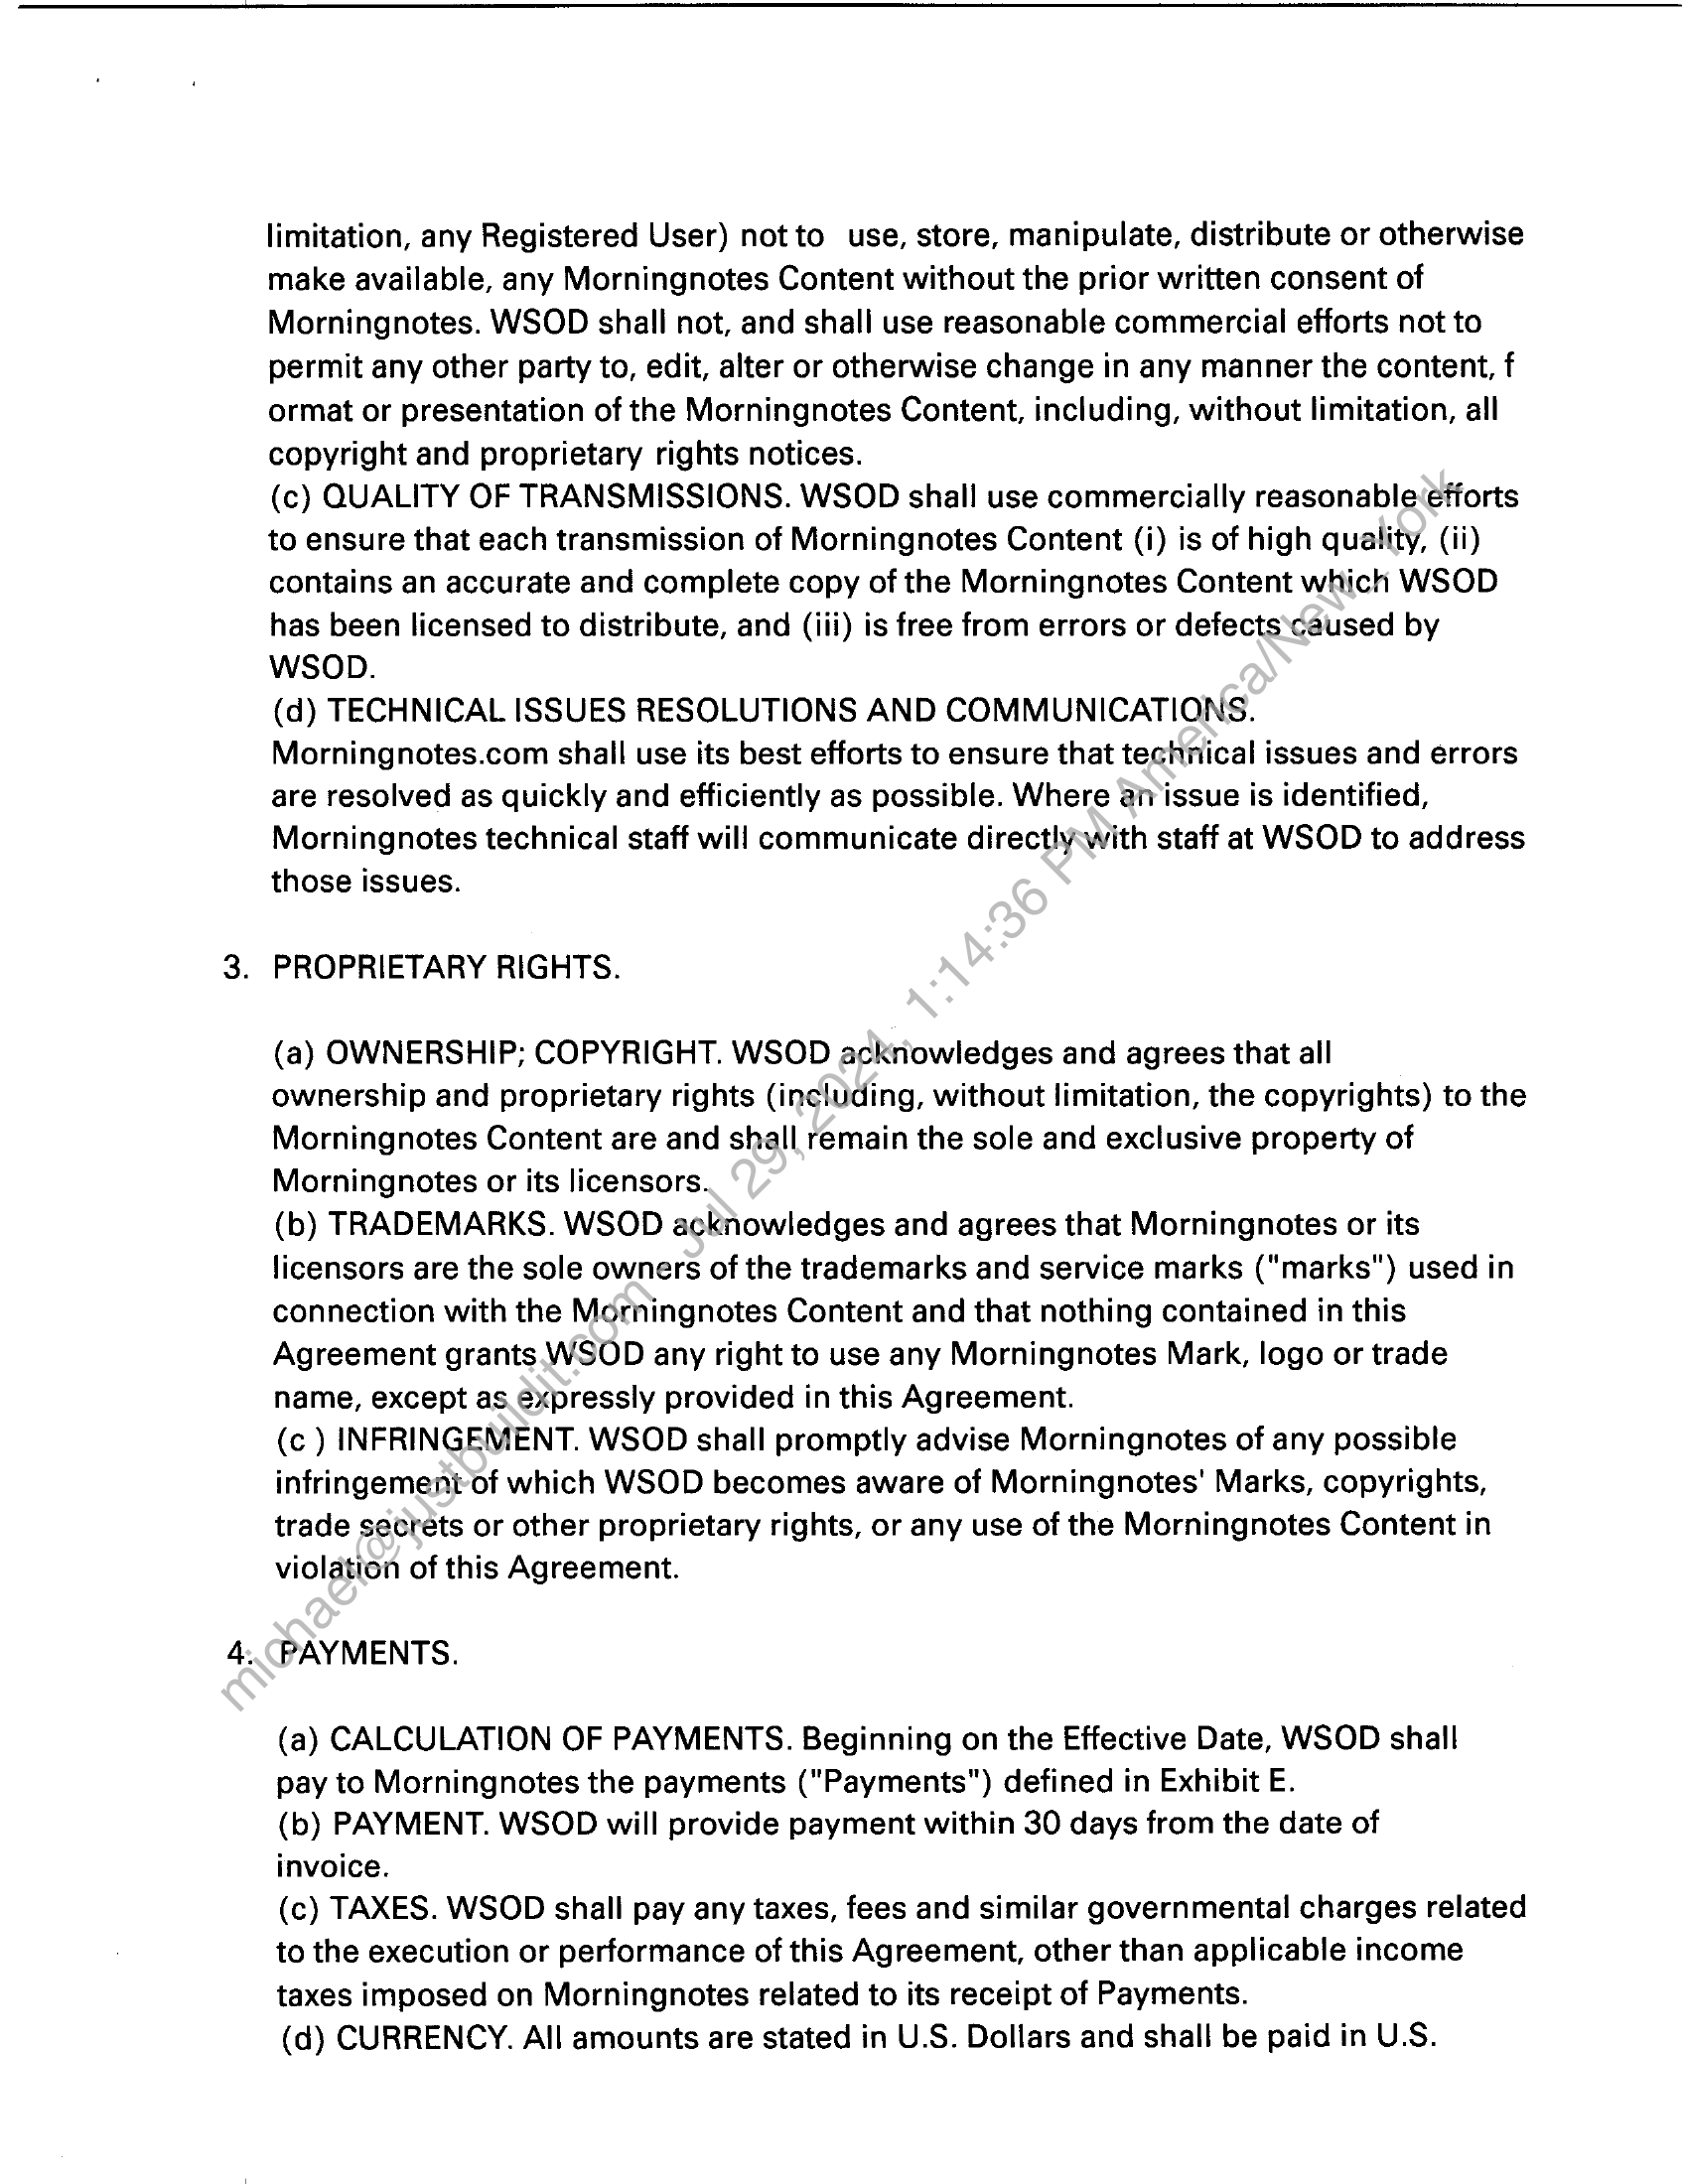 limitation, any Registered User) not to use, store, manipulate, distribute or otherwise
make available, any Morningnotes Content without the prior written consent of
Morningnotes. WSOD shall not, and shall use reasonable commercial efforts not to
permit any other party to, edit, alter or otherwise change in any manner the content, f
ormat or presentation of the Morningnotes Content, including, without limitation, all
copyright and proprietary rights notices.
(c) QUALITY OF TRANSMISSIONS. WSOD shall use commercially reasonable efforts
to ensure that each transmission of Morningnotes Content (i) is of high quality, (ii)
contains an accurate and complete copy of the Morningnotes Content which WSOD
has been licensed to distribute, and (iii) is free from errors or defects caused by
WSOD.
(d) TECHNICAL ISSUES RESOLUTIONS AND COMMUNICATIONS.
Morningnotes.com shall use its best efforts to ensure that technical issues and errors
are resolved as quickly and efficiently as possible. Where an issue is identified,
Morningnotes technical staff will communicate directly with staff at WSOD to address
those issues.
3. PROPRIETARY RIGHTS.
(a) OWNERSHIP; COPYRIGHT. WSOD acknowledges and agrees that all
ownership and proprietary rights (including, without limitation, the copyrights) to the
Morningnotes Content are and shall remain the sole and exclusive property of
Morningnotes or its licensors.
(b) TRADEMARKS. WSOD acknowledges and agrees that Morningnotes or its
licensors are the sole owners of the trademarks and service marks ("marks") used in
connection with the Morningnotes Content and that nothing contained in this
Agreement grants WSOD any right to use any Morningnotes Mark, logo or trade
name, except as expressly provided in this Agreement.
(c ) INFRINGEMENT. WSOD shall promptly advise Morningnotes of any possible
infringement of which WSOD becomes aware of Morningnotes' Marks, copyrights,
trade secrets or other proprietary rights, or any use of the Morningnotes Content in
violation of this Agreement.
4. PAYMENTS.
(a) CALCULATION OF PAYMENTS. Beginning on the Effective Date, WSOD shall
pay to Morningnotes the payments ("Payments") defined in Exhibit E.
(b) PAYMENT. WSOD will provide payment within 30 days from the date of
invoice.
(c) TAXES. WSOD shall pay any taxes, fees and similar governmental charges related
to the execution or performance of this Agreement, other than applicable income
taxes imposed on Morningnotes related to its receipt of Payments.
(d) CURRENCY. All amounts are stated in U.S. Dollars and shall be paid in U.S.
michael@justbuildit.com - Jul 29, 2024, 1:14:36 PM America/New_York